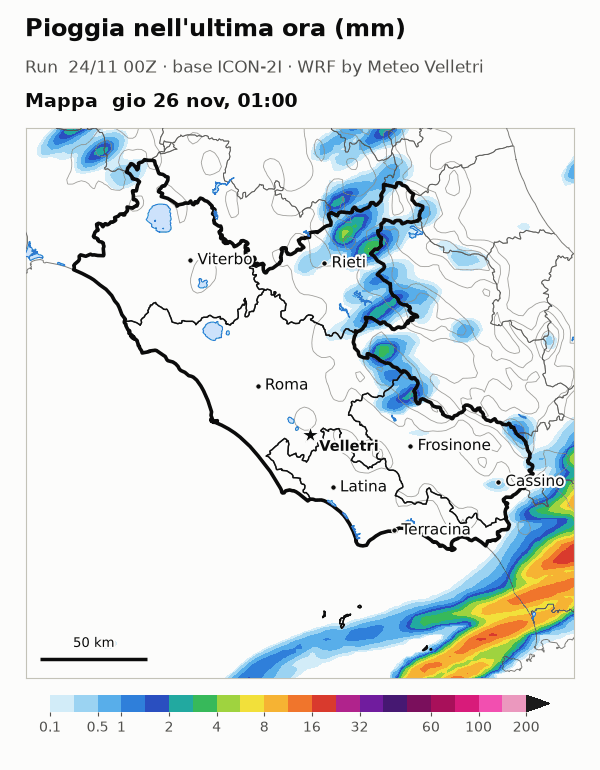 Pioggia nell'ultima ora (mm)
Run  24/11 00Z · base ICON-2I · WRF by Meteo Velletri
Mappa  gio 26 nov, 01:00
Viterbo
Rieti
Roma
Velletri
Frosinone
Cassino
Latina
Terracina
50 km
0.1 0.5 1 2 4 8 16 32 60 100 200